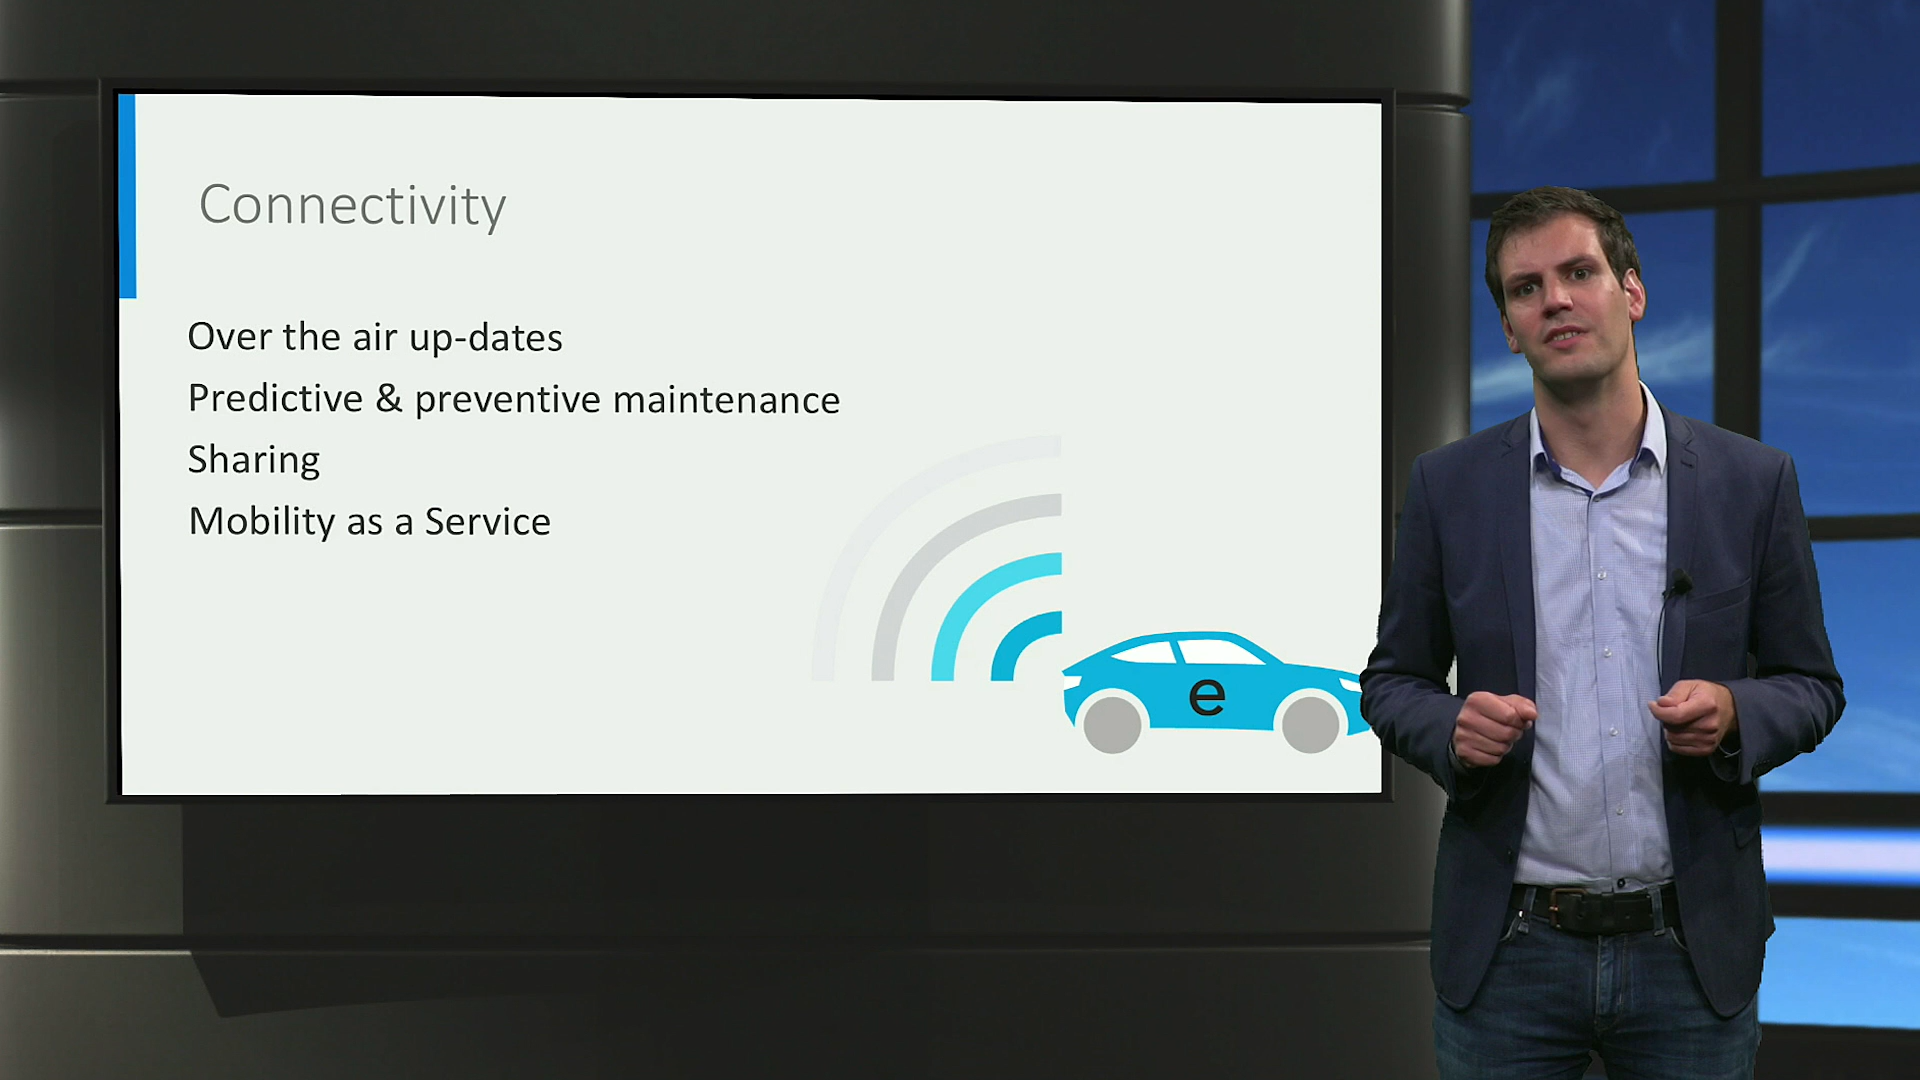 Connectivity
Over the air up-dates
Predictive & preventive maintenance
Sharing
Mobility as a Service
e